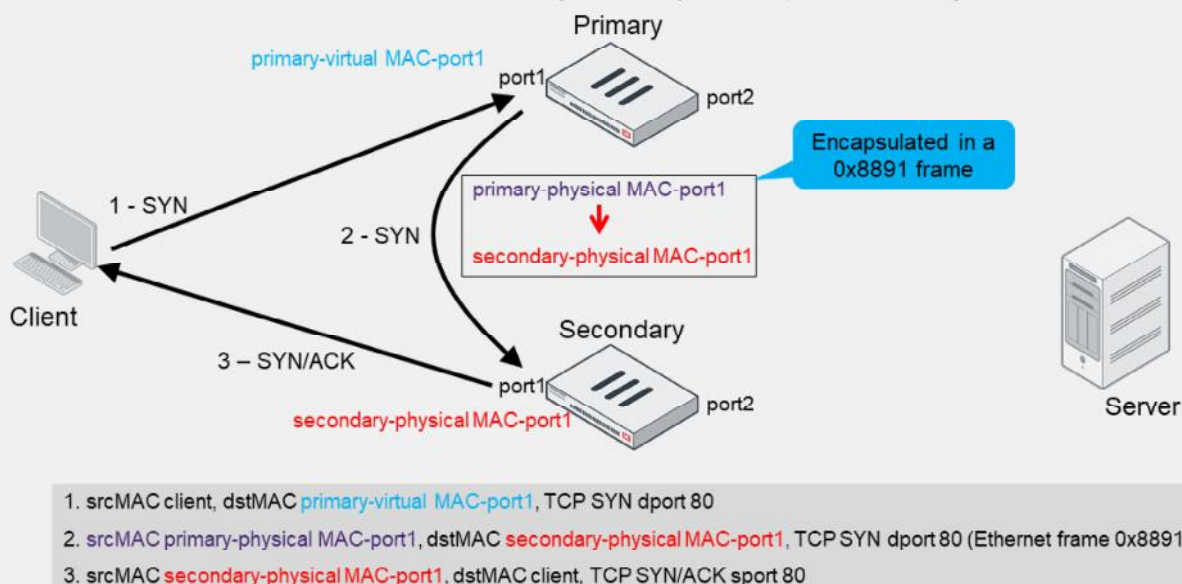 Primary
primary-virtual MAC-port1
port1
port2
Encapsulated in a
0x8891 frame
primary-physical MAC-port1
secondary-physical MAC-port1
1 - SYN
2 - SYN
Client
Secondary
3 – SYN/ACK
port1
port2
secondary-physical MAC-port1
Server
1. srcMAC client, dstMAC primary-virtual MAC-port1, TCP SYN dport 80
2. srcMAC primary-physical MAC-port1, dstMAC secondary-physical MAC-port1, TCP SYN dport 80 (Ethernet frame 0x8891
3. srcMAC secondary-physical MAC-port1, dstMAC client, TCP SYN/ACK sport 80